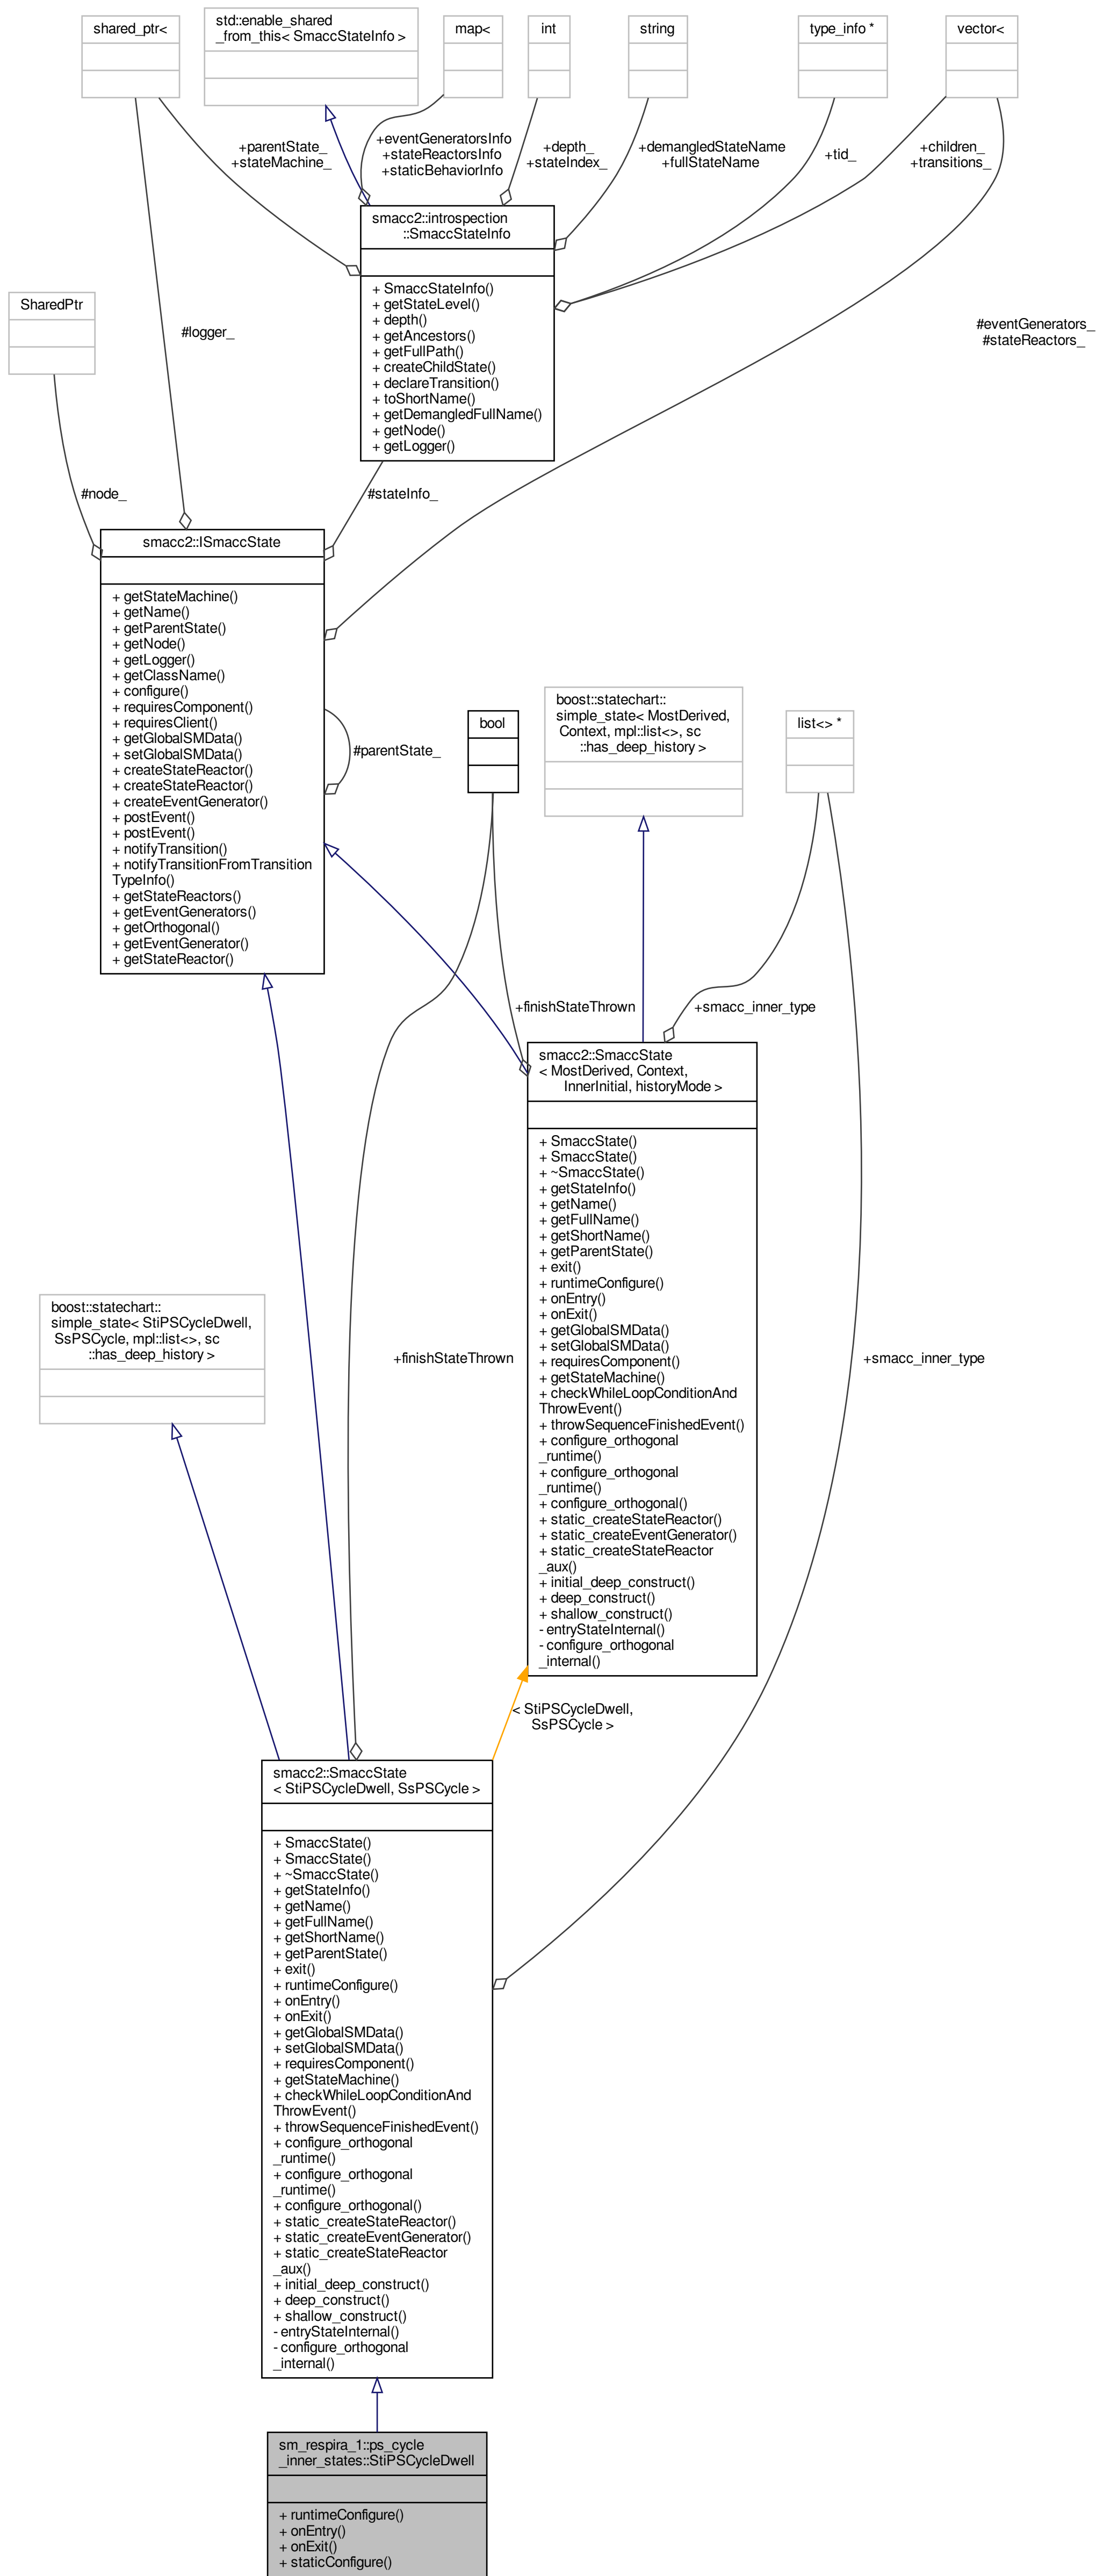 shared_ptr<
std::enable_shared
_from_this< SmaccStateInfo >
map<
int
string
type_info *
vector<
+parentState_
+stateMachine_
+eventGeneratorsInfo
+stateReactorsInfo
+staticBehaviorInfo
+depth_
+stateIndex_
+demangledStateName
+fullStateName
+tid_
+children_
+transitions_
smacc2::introspection
::SmaccStateInfo
+ SmaccStateInfo()
+ getStateLevel()
+ depth()
+ getAncestors()
+ getFullPath()
+ createChildState()
+ declareTransition()
+ toShortName()
+ getDemangledFullName()
+ getNode()
+ getLogger()
SharedPtr
#logger_
#eventGenerators_
#stateReactors_
#node_
#stateInfo_
smacc2::ISmaccState
+ getStateMachine()
+ getName()
+ getParentState()
+ getNode()
+ getLogger()
+ getClassName()
+ configure()
+ requiresComponent()
+ requiresClient()
+ getGlobalSMData()
+ setGlobalSMData()
+ createStateReactor()
+ createStateReactor()
+ createEventGenerator()
+ postEvent()
+ postEvent()
+ notifyTransition()
+ notifyTransitionFromTransition
TypeInfo()
+ getStateReactors()
+ getEventGenerators()
+ getOrthogonal()
+ getEventGenerator()
+ getStateReactor()
#parentState_
bool
boost::statechart::
simple_state< MostDerived,
Context, mpl::list<>, sc
::has_deep_history >
list<> *
+finishStateThrown
+smacc_inner_type
smacc2::SmaccState
< MostDerived, Context,
InnerInitial, historyMode >
+ SmaccState()
+ SmaccState()
+ ~SmaccState()
+ getStateInfo()
+ getName()
+ getFullName()
+ getShortName()
+ getParentState()
+ exit()
+ runtimeConfigure()
+ onEntry()
+ onExit()
+ getGlobalSMData()
+ setGlobalSMData()
+ requiresComponent()
+ getStateMachine()
+ checkWhileLoopConditionAnd
ThrowEvent()
+ throwSequenceFinishedEvent()
+ configure_orthogonal
_runtime()
+ configure_orthogonal
_runtime()
+ configure_orthogonal()
+ static_createStateReactor()
+ static_createEventGenerator()
+ static_createStateReactor
_aux()
+ initial_deep_construct()
+ deep_construct()
+ shallow_construct()
- entryStateInternal()
- configure_orthogonal
_internal()
boost::statechart::
simple_state< StiPSCycleDwell,
SsPSCycle, mpl::list<>, sc
::has_deep_history >
+finishStateThrown
+smacc_inner_type
< StiPSCycleDwell,
SsPSCycle >
smacc2::SmaccState
< StiPSCycleDwell, SsPSCycle >
+ SmaccState()
+ SmaccState()
+ ~SmaccState()
+ getStateInfo()
+ getName()
+ getFullName()
+ getShortName()
+ getParentState()
+ exit()
+ runtimeConfigure()
+ onEntry()
+ onExit()
+ getGlobalSMData()
+ setGlobalSMData()
+ requiresComponent()
+ getStateMachine()
+ checkWhileLoopConditionAnd
ThrowEvent()
+ throwSequenceFinishedEvent()
+ configure_orthogonal
_runtime()
+ configure_orthogonal
_runtime()
+ configure_orthogonal()
+ static_createStateReactor()
+ static_createEventGenerator()
+ static_createStateReactor
_aux()
+ initial_deep_construct()
+ deep_construct()
+ shallow_construct()
- entryStateInternal()
- configure_orthogonal
_internal()
sm_respira_1::ps_cycle
_inner_states::StiPSCycleDwell
+ runtimeConfigure()
+ onEntry()
+ onExit()
+ staticConfigure()